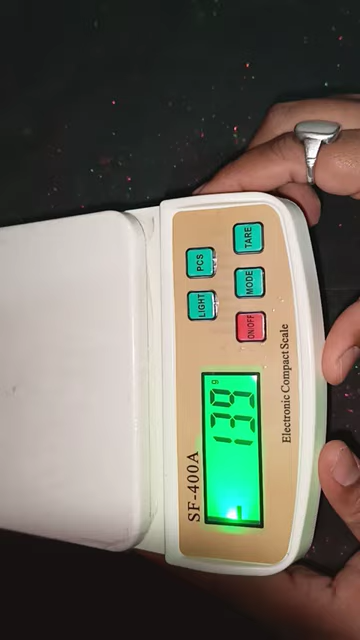 SF-400A
139 g
PCS
TARE
LIGHT
MODE
ON/OFF
Electronic Compact Scale